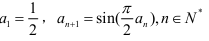 a₁ = 1/2 , aₙ₊₁ = sin(π/2 aₙ), n ∈ N*